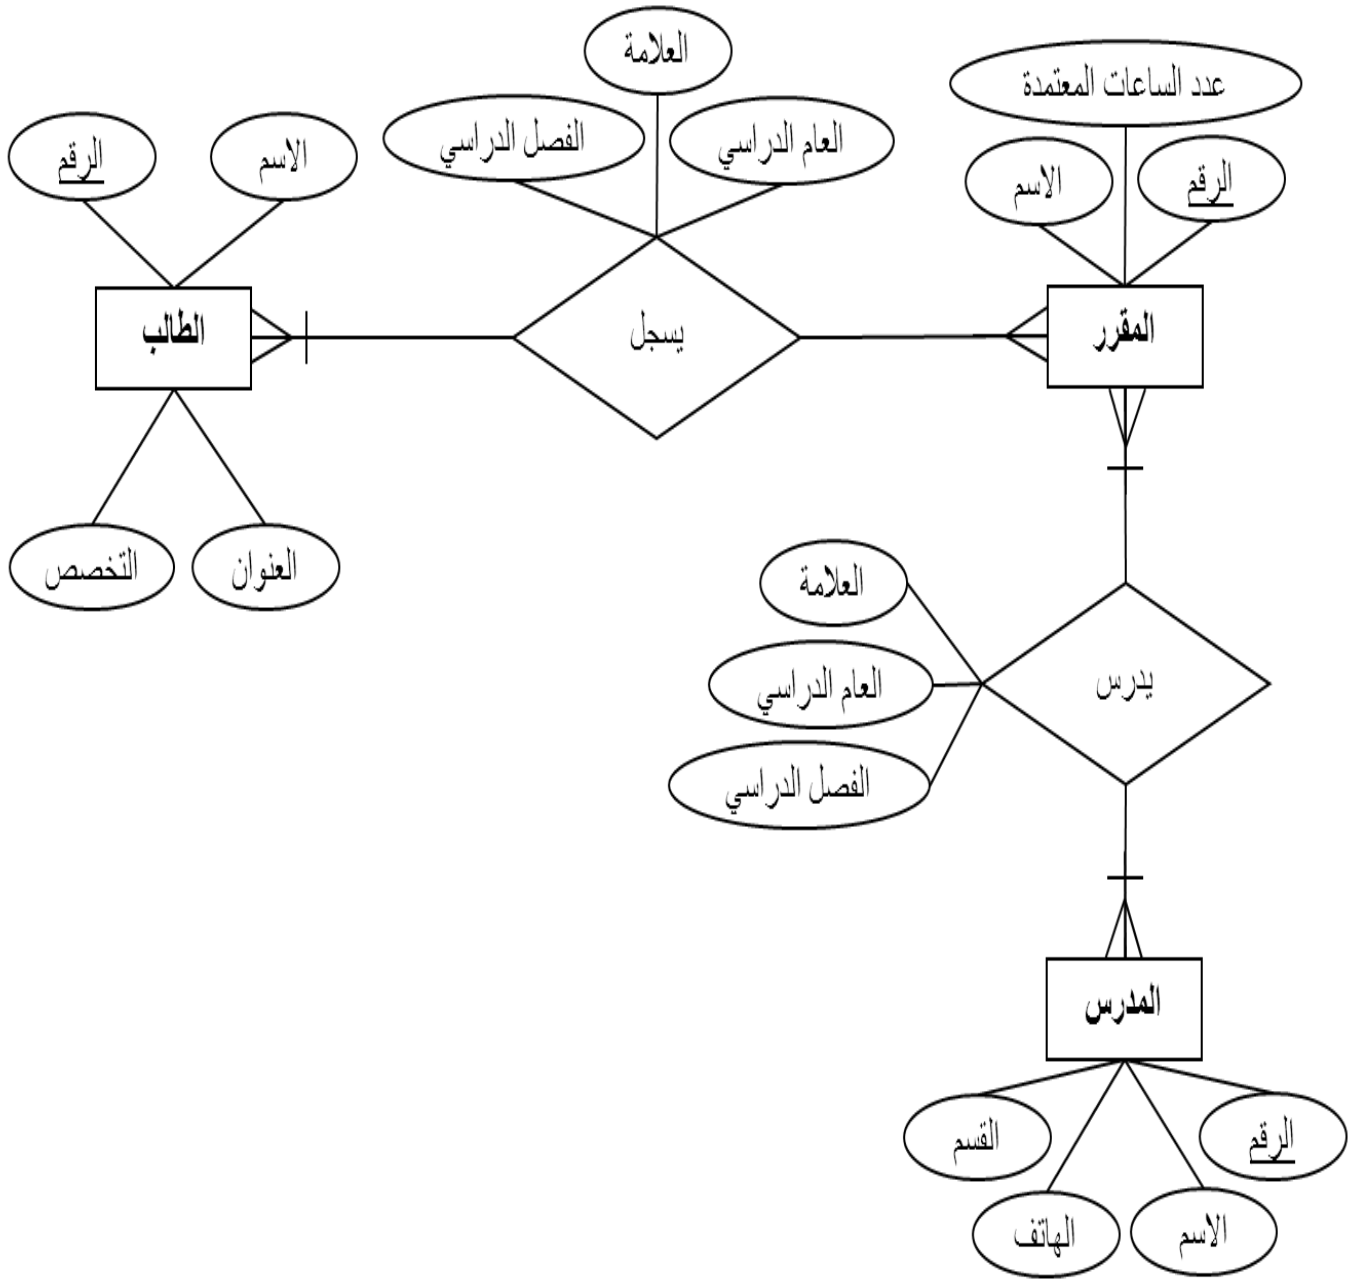 العلامة
عدد الساعات المعتمدة
العام الدراسي
الفصل الدراسي
الرقم
الاسم
الاسم
الرقم
المقرر
يسجل
الطالب
العنوان
التخصص
العلامة
يدرس
العام الدراسي
الفصل الدراسي
المدرس
الرقم
القسم
الاسم
الهاتف